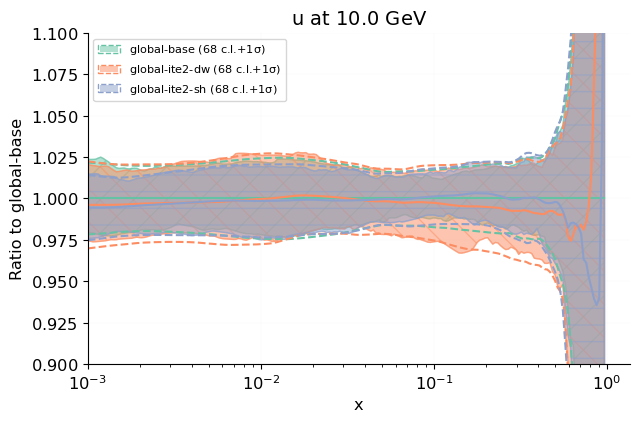 u at 10.0 GeV
1.100
1.075
1.050
1.025
1.000
0.975
0.950
0.925
0.900
Ratio to global-base
global-base (68 c.l.+1σ)
global-ite2-dw (68 c.l.+1σ)
global-ite2-sh (68 c.l.+1σ)
10⁻³ 10⁻² 10⁻¹ 10⁰
x